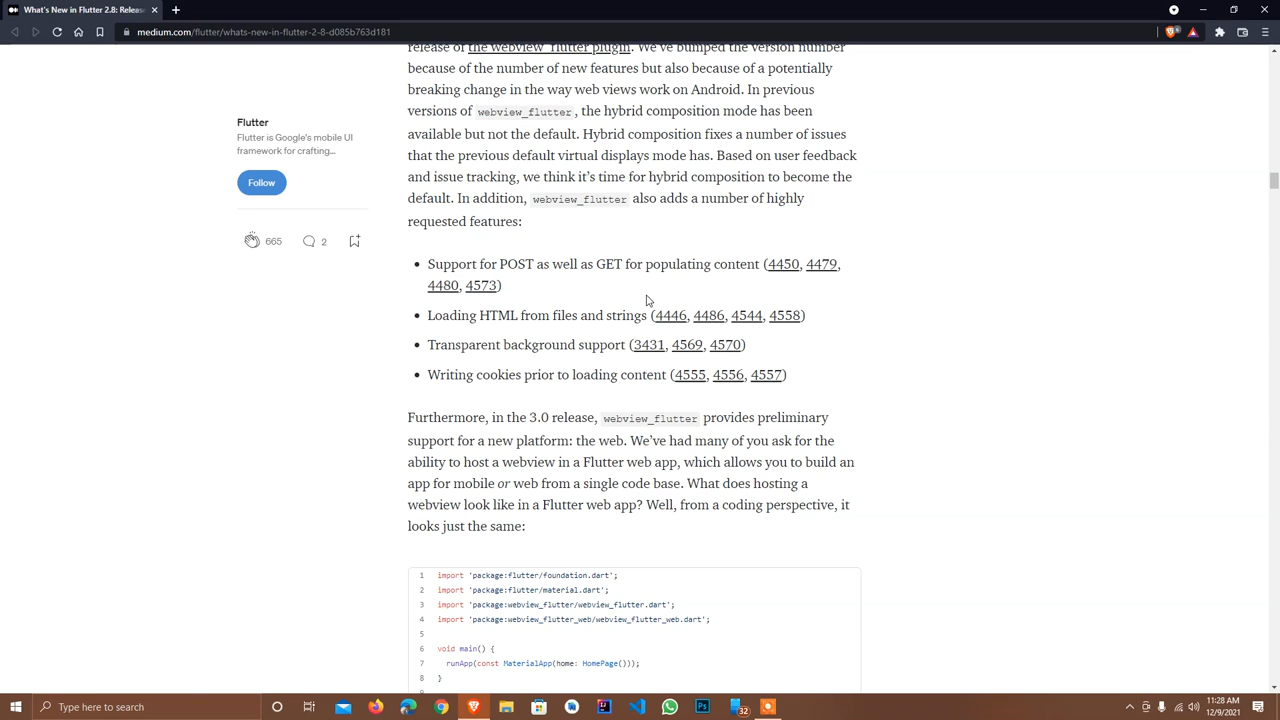 What's New in Flutter 2.8: Releas
medium.com/flutter/whats-new-in-flutter-2-8-d085b763d181
release of the webview_flutter plugin. We've bumped the version number
because of the number of new features but also because of a potentially
breaking change in the way web views work on Android. In previous
versions of webview_flutter, the hybrid composition mode has been
available but not the default. Hybrid composition fixes a number of issues
that the previous default virtual displays mode has. Based on user feedback
and issue tracking, we think it's time for hybrid composition to become the
default. In addition, webview_flutter also adds a number of highly
requested features:
Flutter
Flutter is Google's mobile UI
framework for crafting...
Follow
665
2
• Support for POST as well as GET for populating content (4450, 4479,
4480, 4573)
• Loading HTML from files and strings (4446, 4486, 4544, 4558)
• Transparent background support (3431, 4569, 4570)
• Writing cookies prior to loading content (4555, 4556, 4557)
Furthermore, in the 3.0 release, webview_flutter provides preliminary
support for a new platform: the web. We've had many of you ask for the
ability to host a webview in a Flutter web app, which allows you to build an
app for mobile or web from a single code base. What does hosting a
webview look like in a Flutter web app? Well, from a coding perspective, it
looks just the same:
1 import 'package:flutter/foundation.dart';
2 import 'package:flutter/material.dart';
3 import 'package:webview_flutter/webview_flutter.dart';
4 import 'package:webview_flutter_web/webview_flutter_web.dart';
5
6 void main() {
7 runApp(const MaterialApp(home: HomePage()));
8 }
Type here to search
Ps
32
11:28 AM
12/9/2021